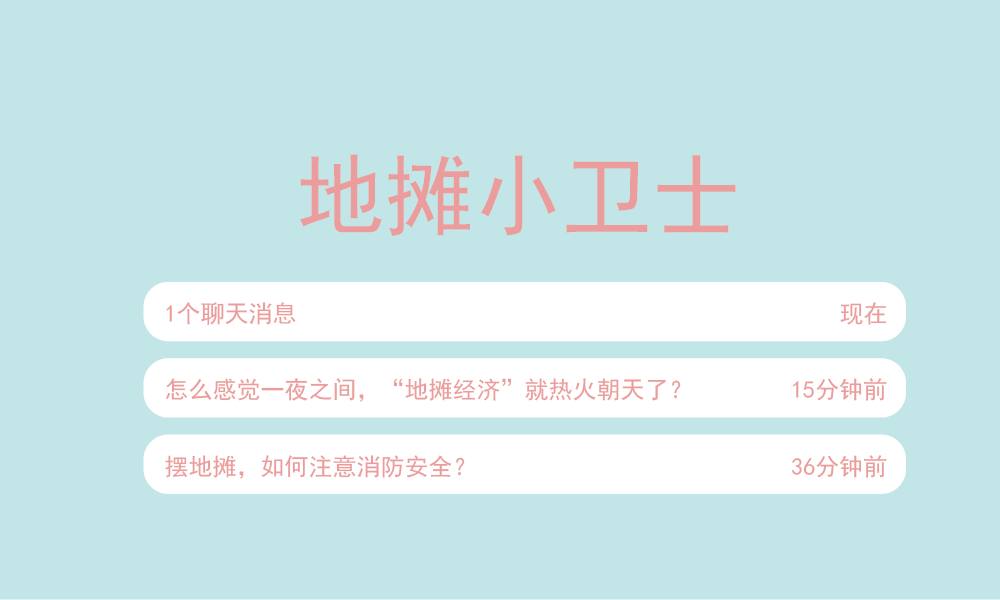 地摊小卫士
1个聊天消息 现在
怎么感觉一夜之间，“地摊经济”就热火朝天了？ 15分钟前
摆地摊，如何注意消防安全？ 36分钟前